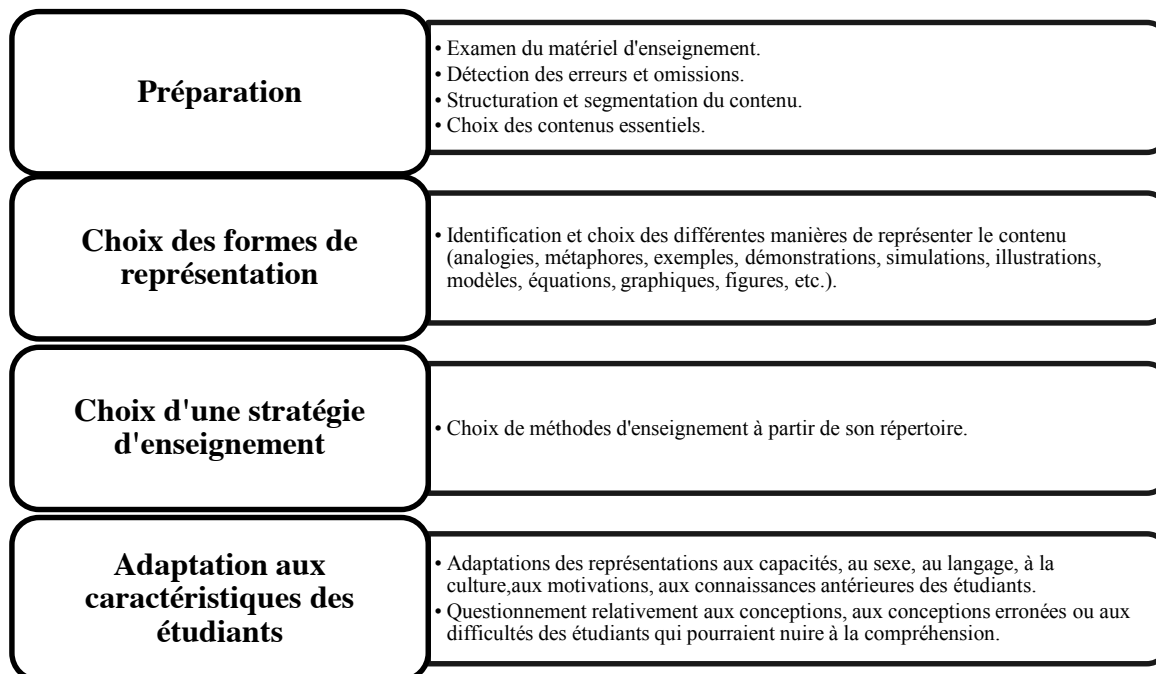 Préparation
• Examen du matériel d'enseignement.
• Détection des erreurs et omissions.
• Structuration et segmentation du contenu.
• Choix des contenus essentiels.
Choix des formes de
représentation
• Identification et choix des différentes manières de représenter le contenu
(analogies, métaphores, exemples, démonstrations, simulations, illustrations,
modèles, équations, graphiques, figures, etc.).
Choix d'une stratégie
d'enseignement
• Choix de méthodes d'enseignement à partir de son répertoire.
Adaptation aux
caractéristiques des
étudiants
• Adaptations des représentations aux capacités, au sexe, au langage, à la
culture,aux motivations, aux connaissances antérieures des étudiants.
• Questionnement relativement aux conceptions, aux conceptions erronées ou aux
difficultés des étudiants qui pourraient nuire à la compréhension.